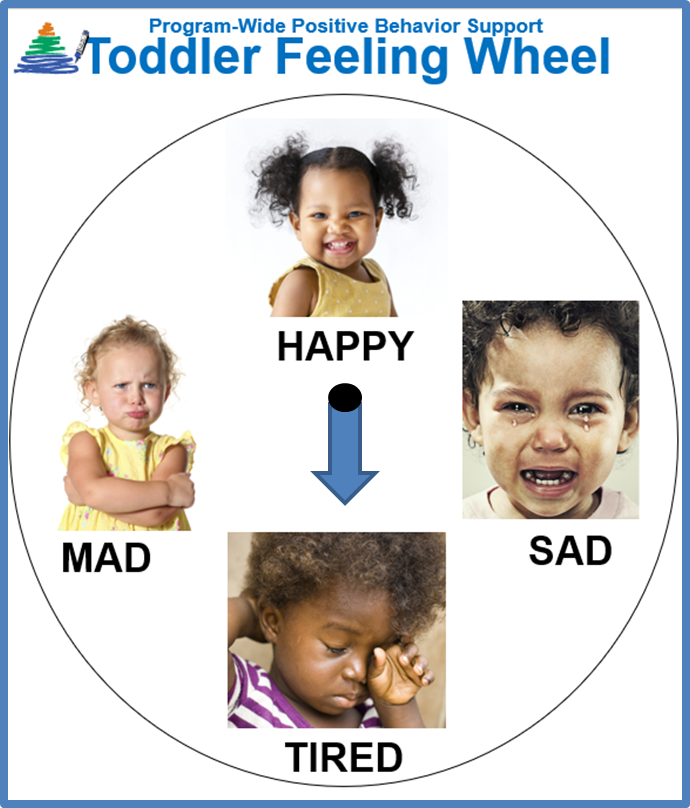 Program-Wide Positive Behavior Support
Toddler Feeling Wheel
HAPPY
MAD
SAD
TIRED